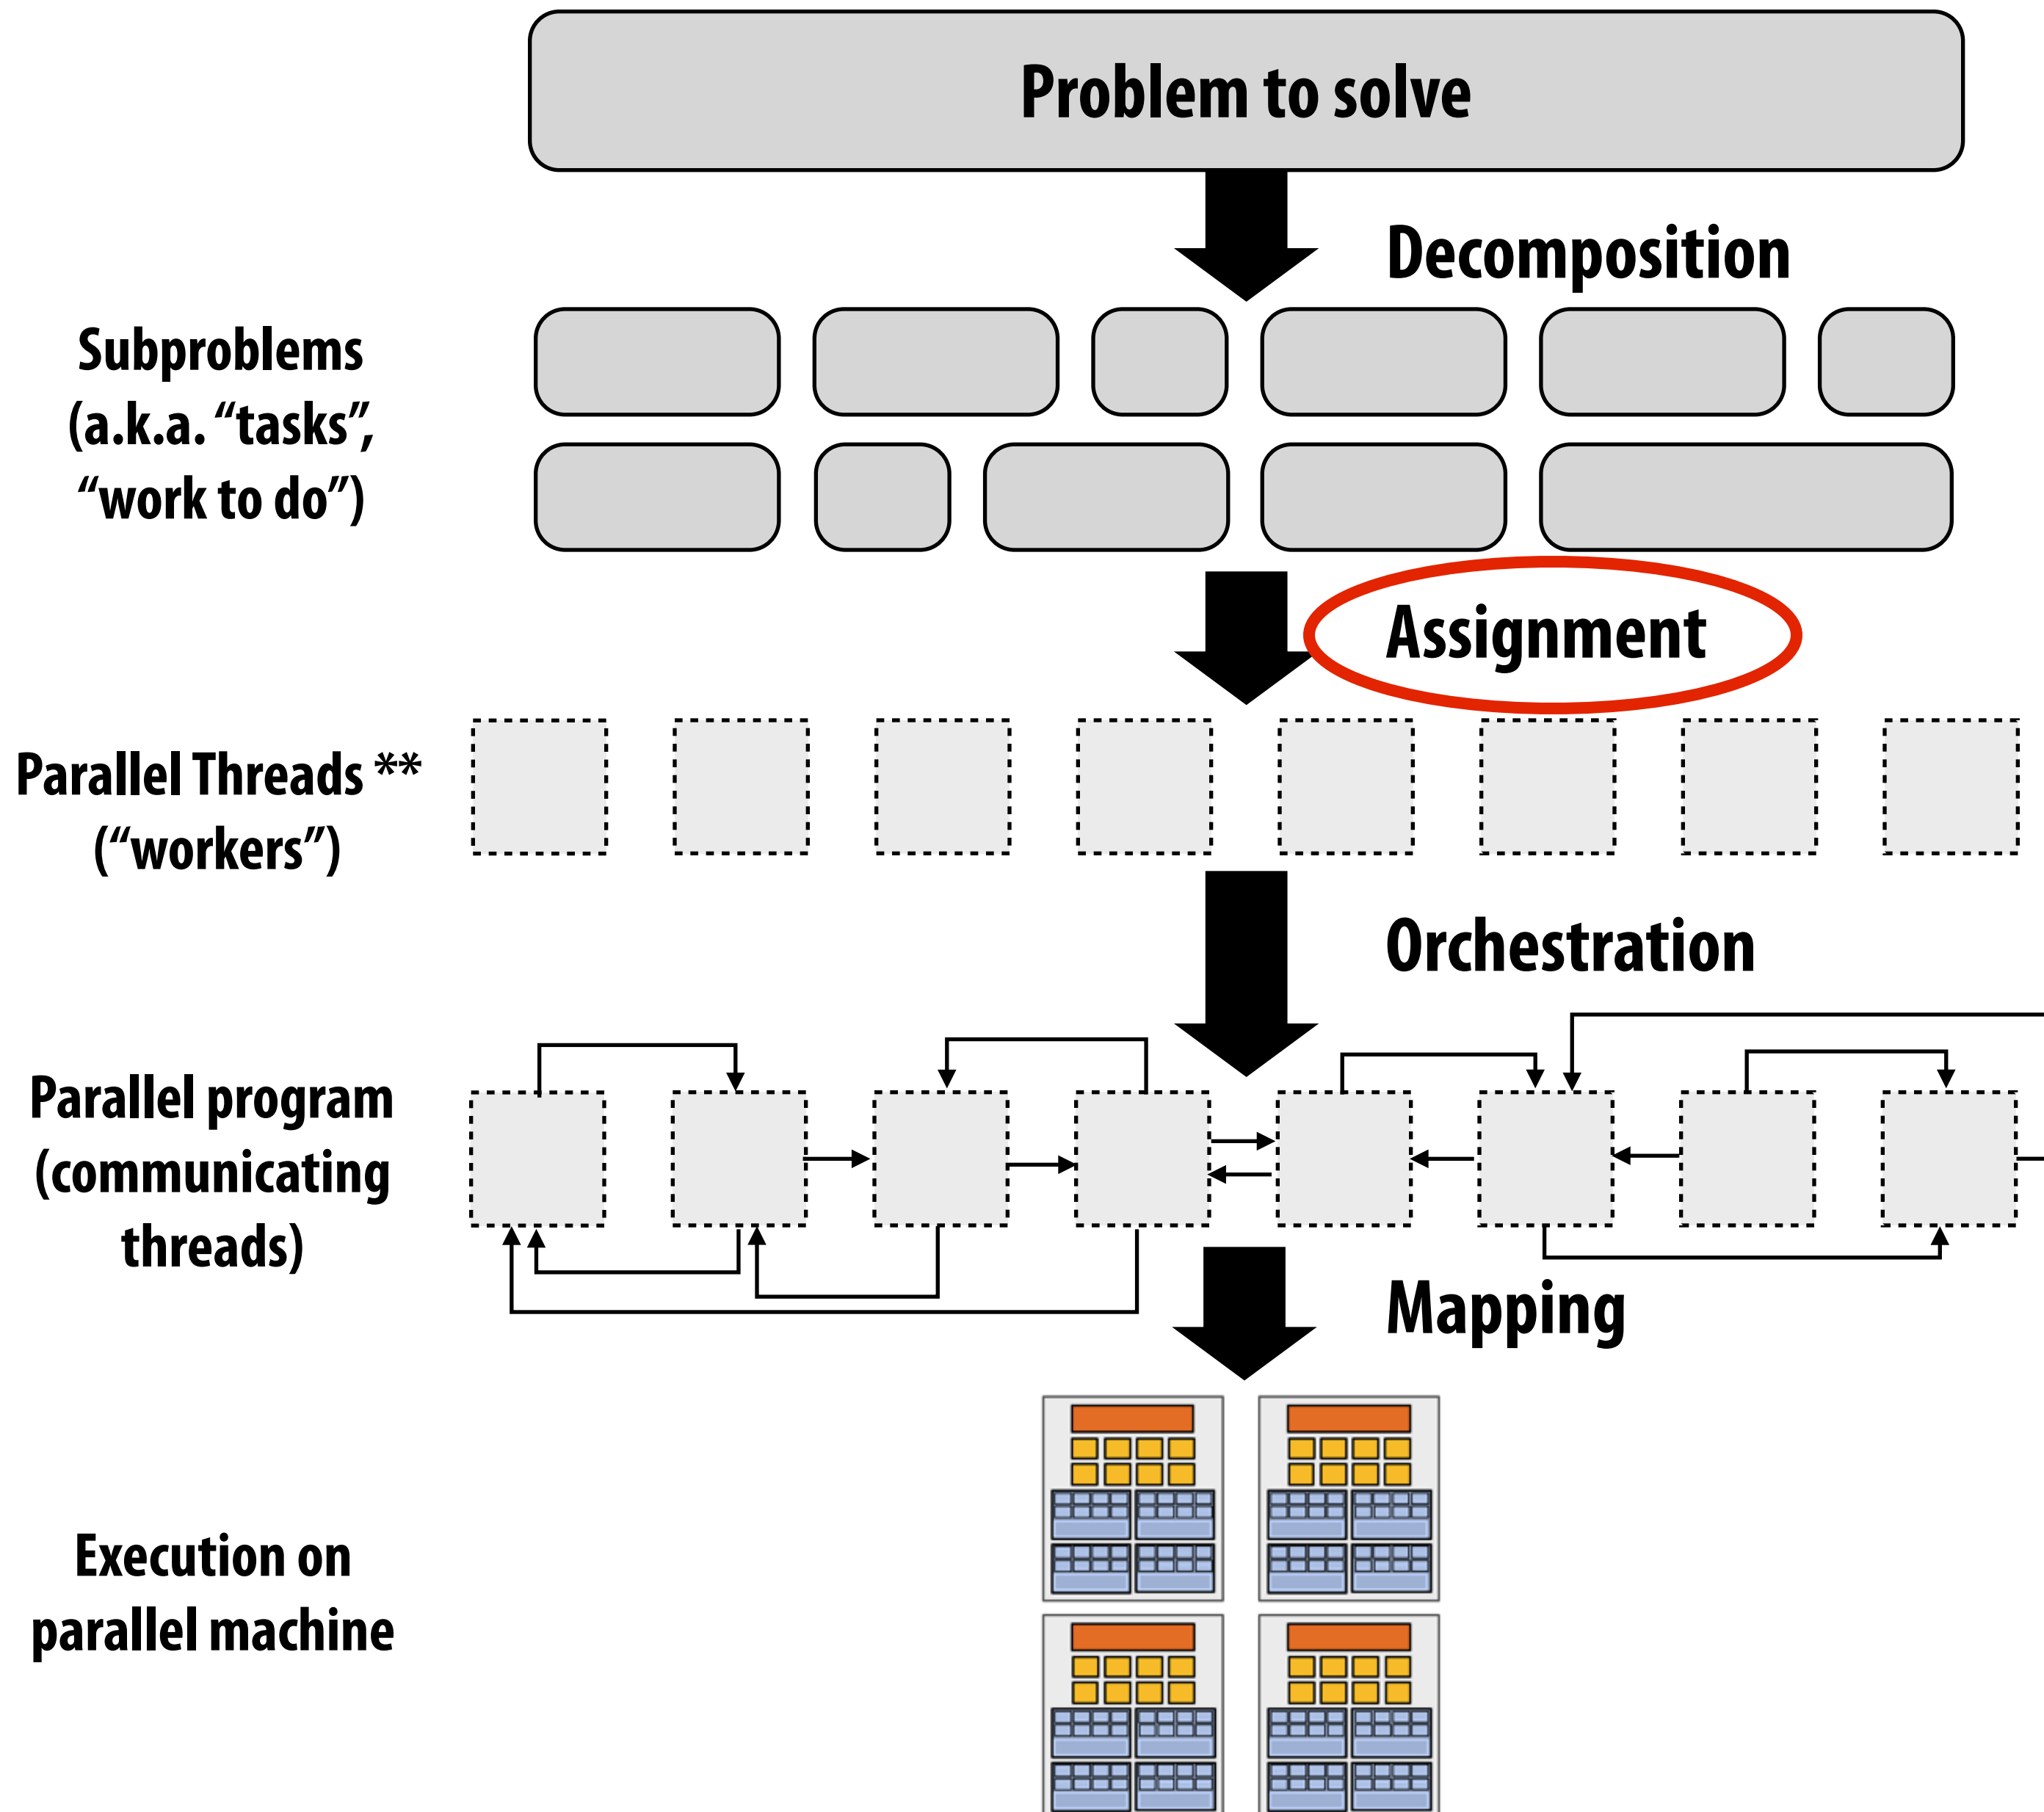 Problem to solve
Decomposition
Subproblems
(a.k.a. “tasks”,
“work to do”)
Assignment
Parallel Threads **
(“workers”)
Orchestration
Parallel program
(communicating
threads)
Mapping
Execution on
parallel machine